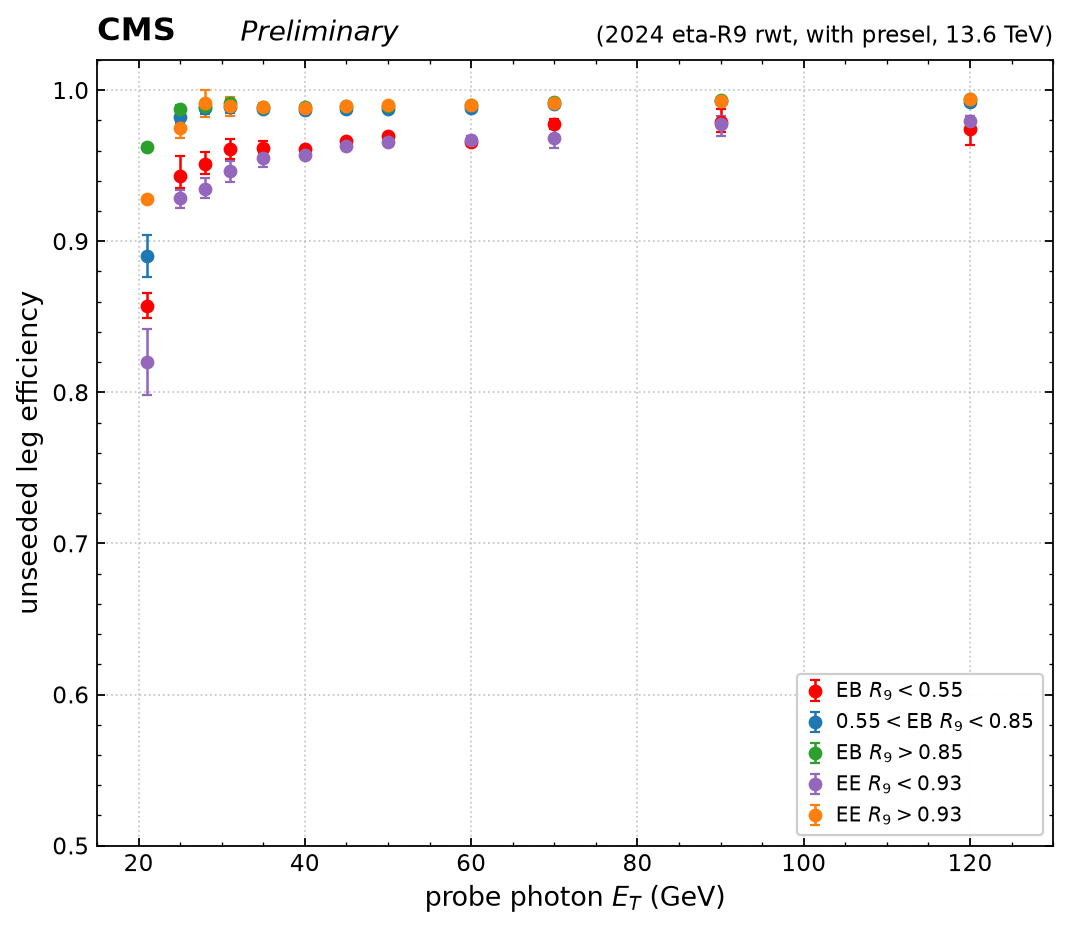 CMS Preliminary (2024 eta-R9 rwt, with presel, 13.6 TeV)
1.0
0.9
0.8
0.7
0.6
0.5
unseeded leg efficiency
EB R₉ < 0.55
0.55 < EB R₉ < 0.85
EB R₉ > 0.85
EE R₉ < 0.93
EE R₉ > 0.93
20 40 60 80 100 120
probe photon E_T (GeV)